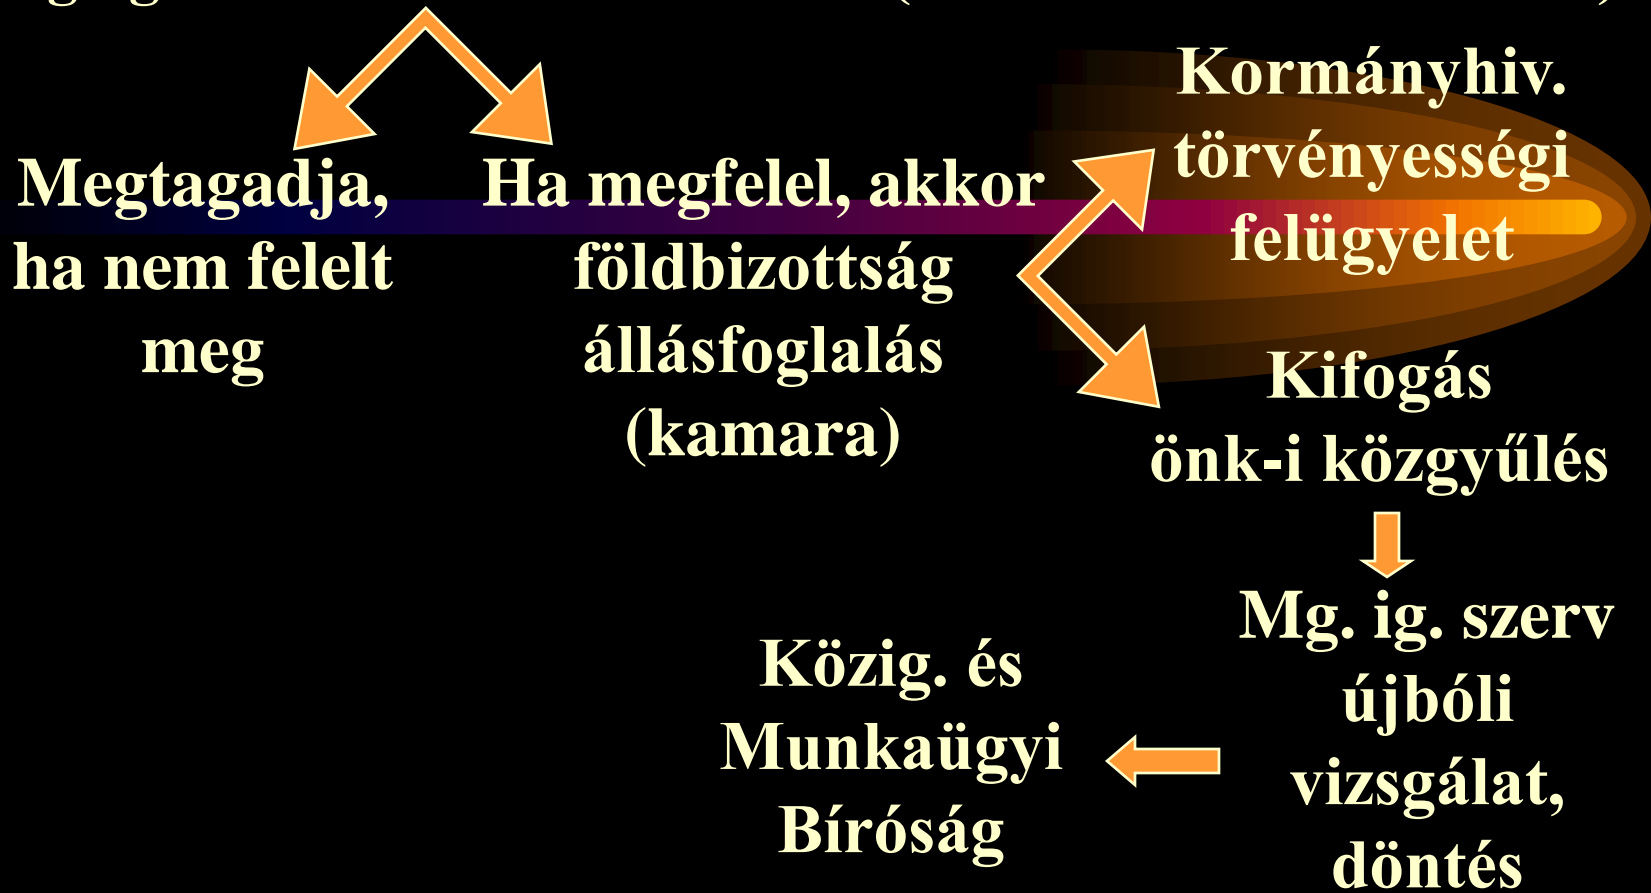 Megtagadja,
ha nem felelt
meg
Ha megfelel, akkor
földbizottság
állásfoglalás
(kamara)
Kormányhiv.
törvényességi
felügyelet
Kifogás
önk-i közgyűlés
Mg. ig. szerv
újbóli
vizsgálat,
döntés
Közig. és
Munkaügyi
Bíróság